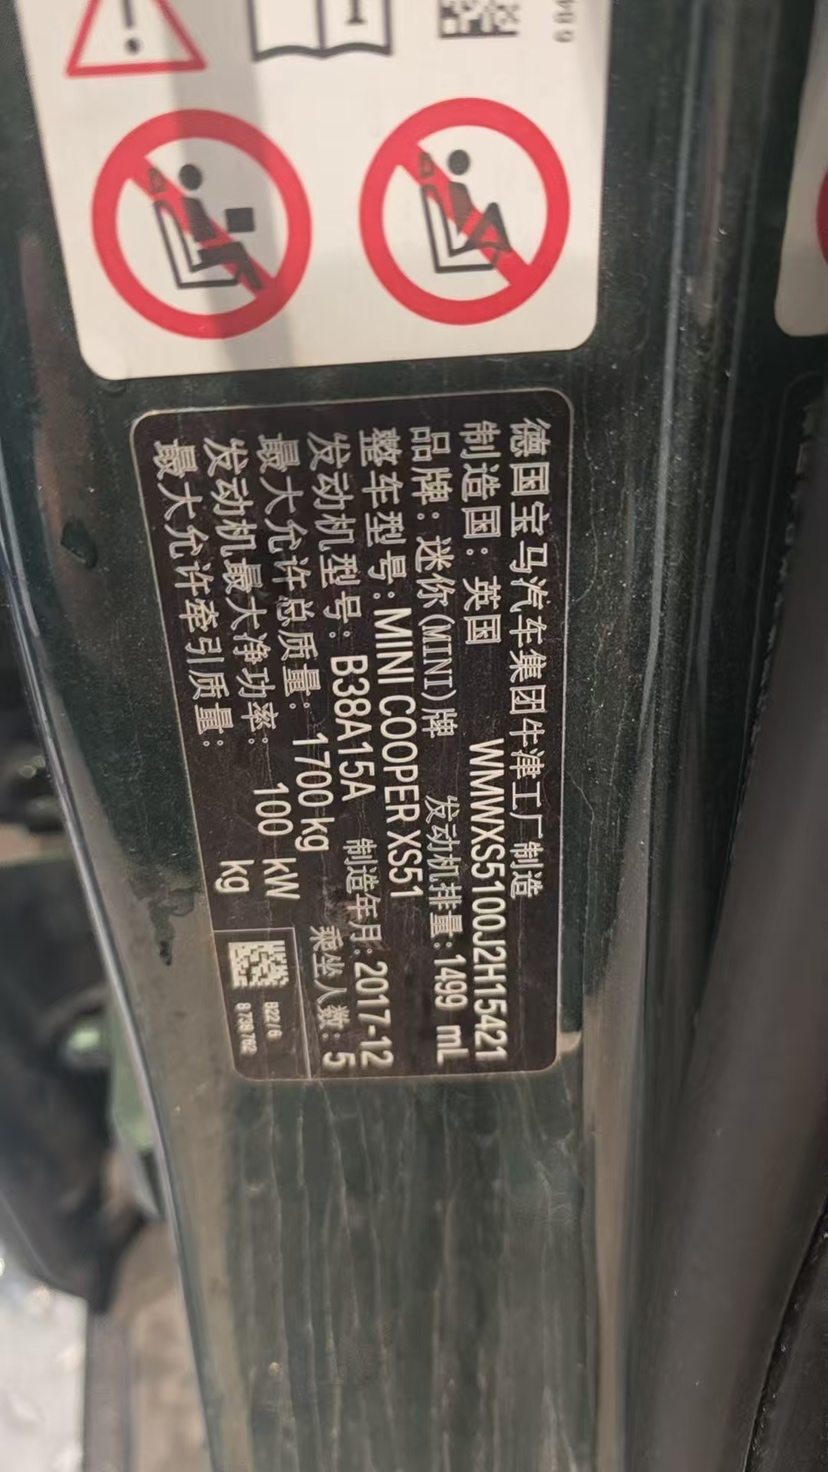 德国宝马汽车集团牛津工厂制造
制造国：英国 WMWXS5100J2H15421
品牌：迷你(MINI)牌 发动机排量：1499 mL
整车型号：MINI COOPER XS51
发动机型号：B38A15A 制造年月：2017-12
最大允许总质量：1700 kg 乘坐人数：5
发动机最大净功率：100 kW
最大允许牵引质量： kg
8 738 762